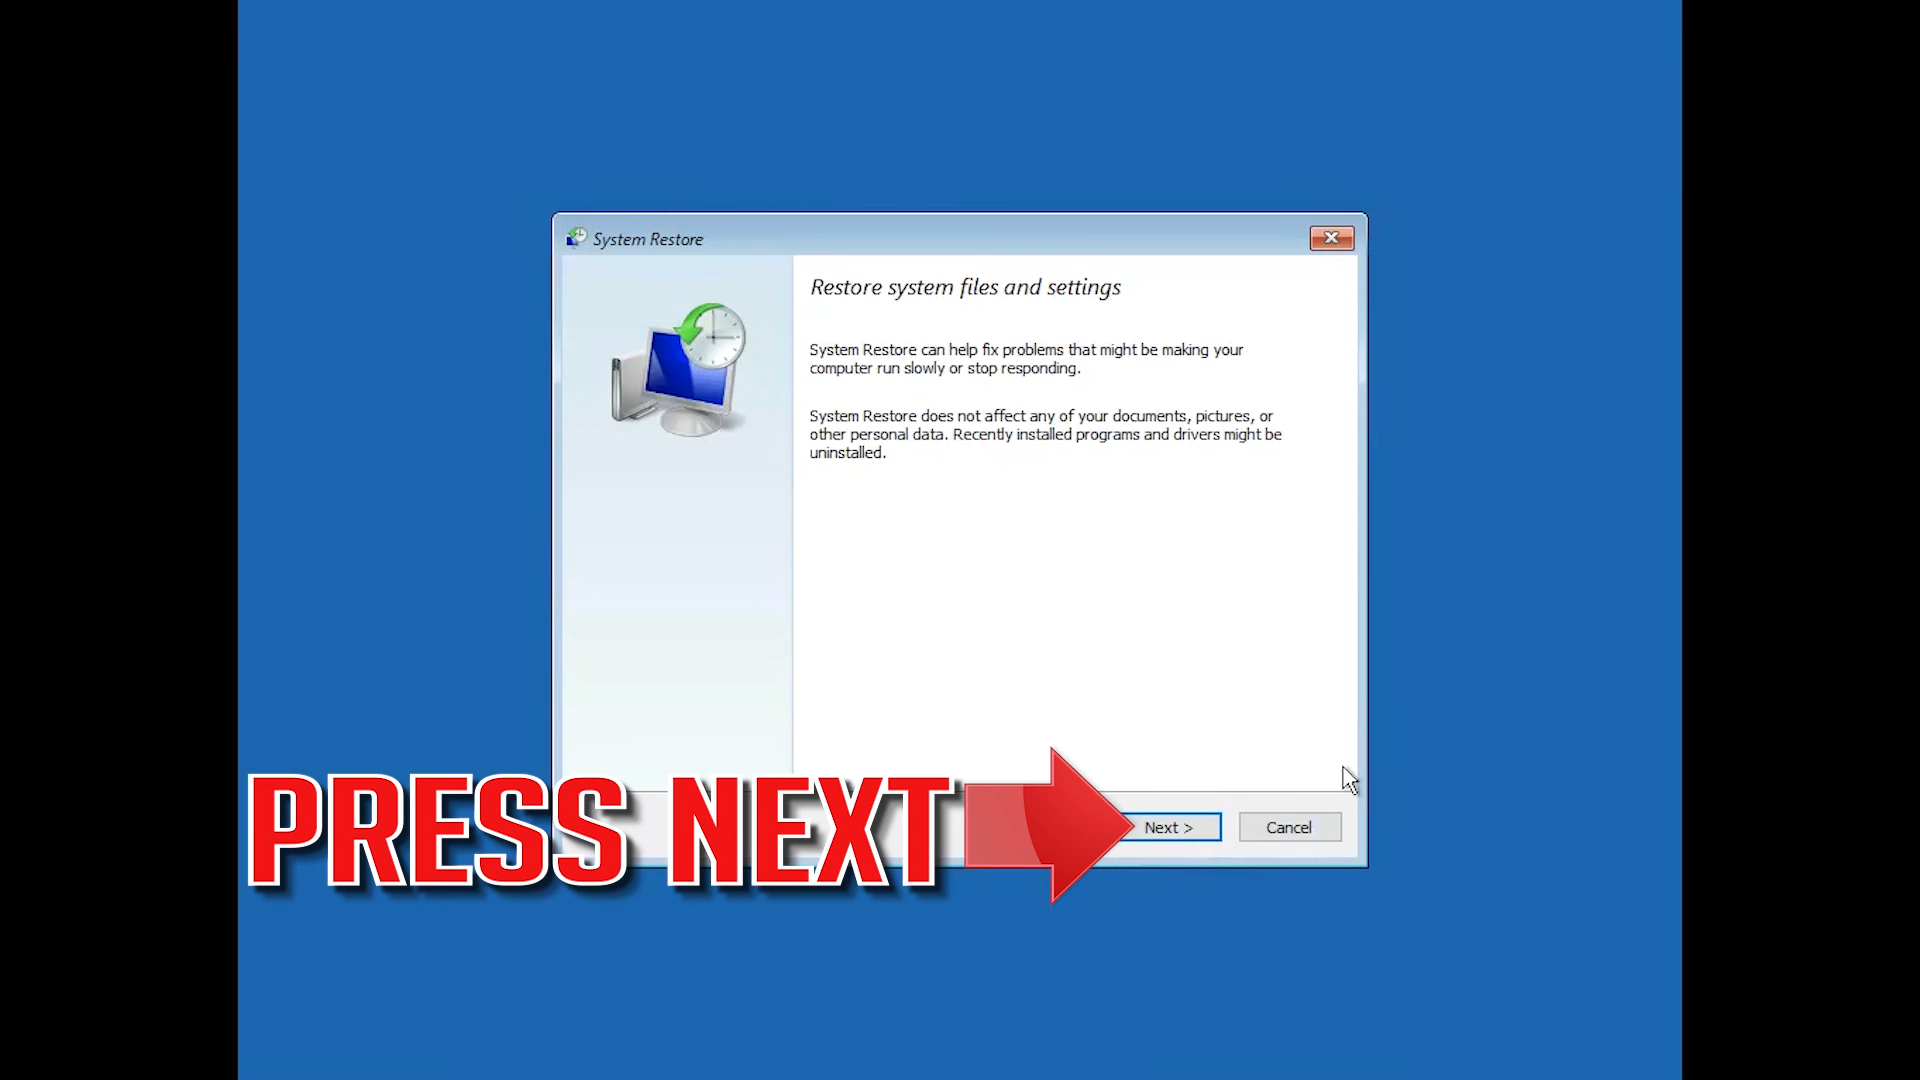 System Restore
Restore system files and settings
System Restore can help fix problems that might be making your
computer run slowly or stop responding.
System Restore does not affect any of your documents, pictures, or
other personal data. Recently installed programs and drivers might be
uninstalled.
PRESS NEXT
Next >
Cancel